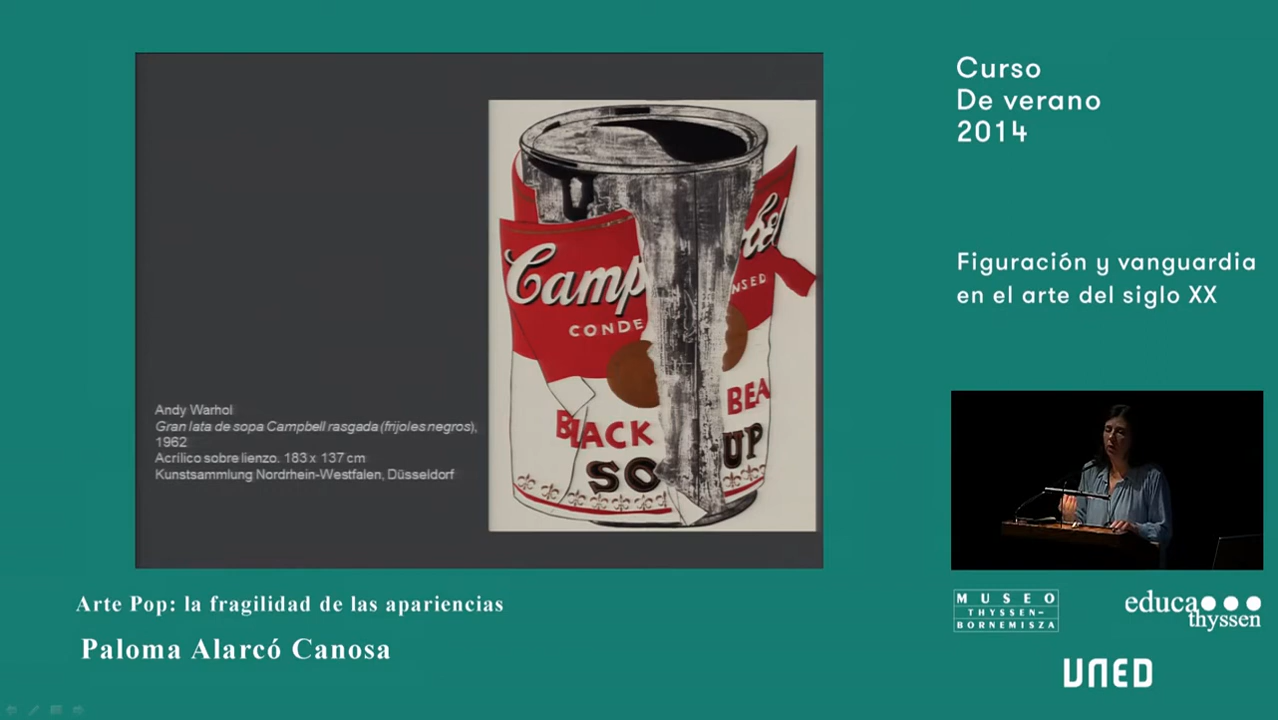 Curso
De verano
2014
Figuración y vanguardia
en el arte del siglo XX
Campbell
CONDE NSED
BLACK BEA
SO UP
Andy Warhol
Gran lata de sopa Campbell rasgada (frijoles negros),
1962
Acrílico sobre lienzo. 183 x 137 cm
Kunstsammlung Nordrhein-Westfalen, Düsseldorf
Arte Pop: la fragilidad de las apariencias
Paloma Alarcó Canosa
MUSEO
THYSSEN-
BORNEMISZA
educa
thyssen
UNED